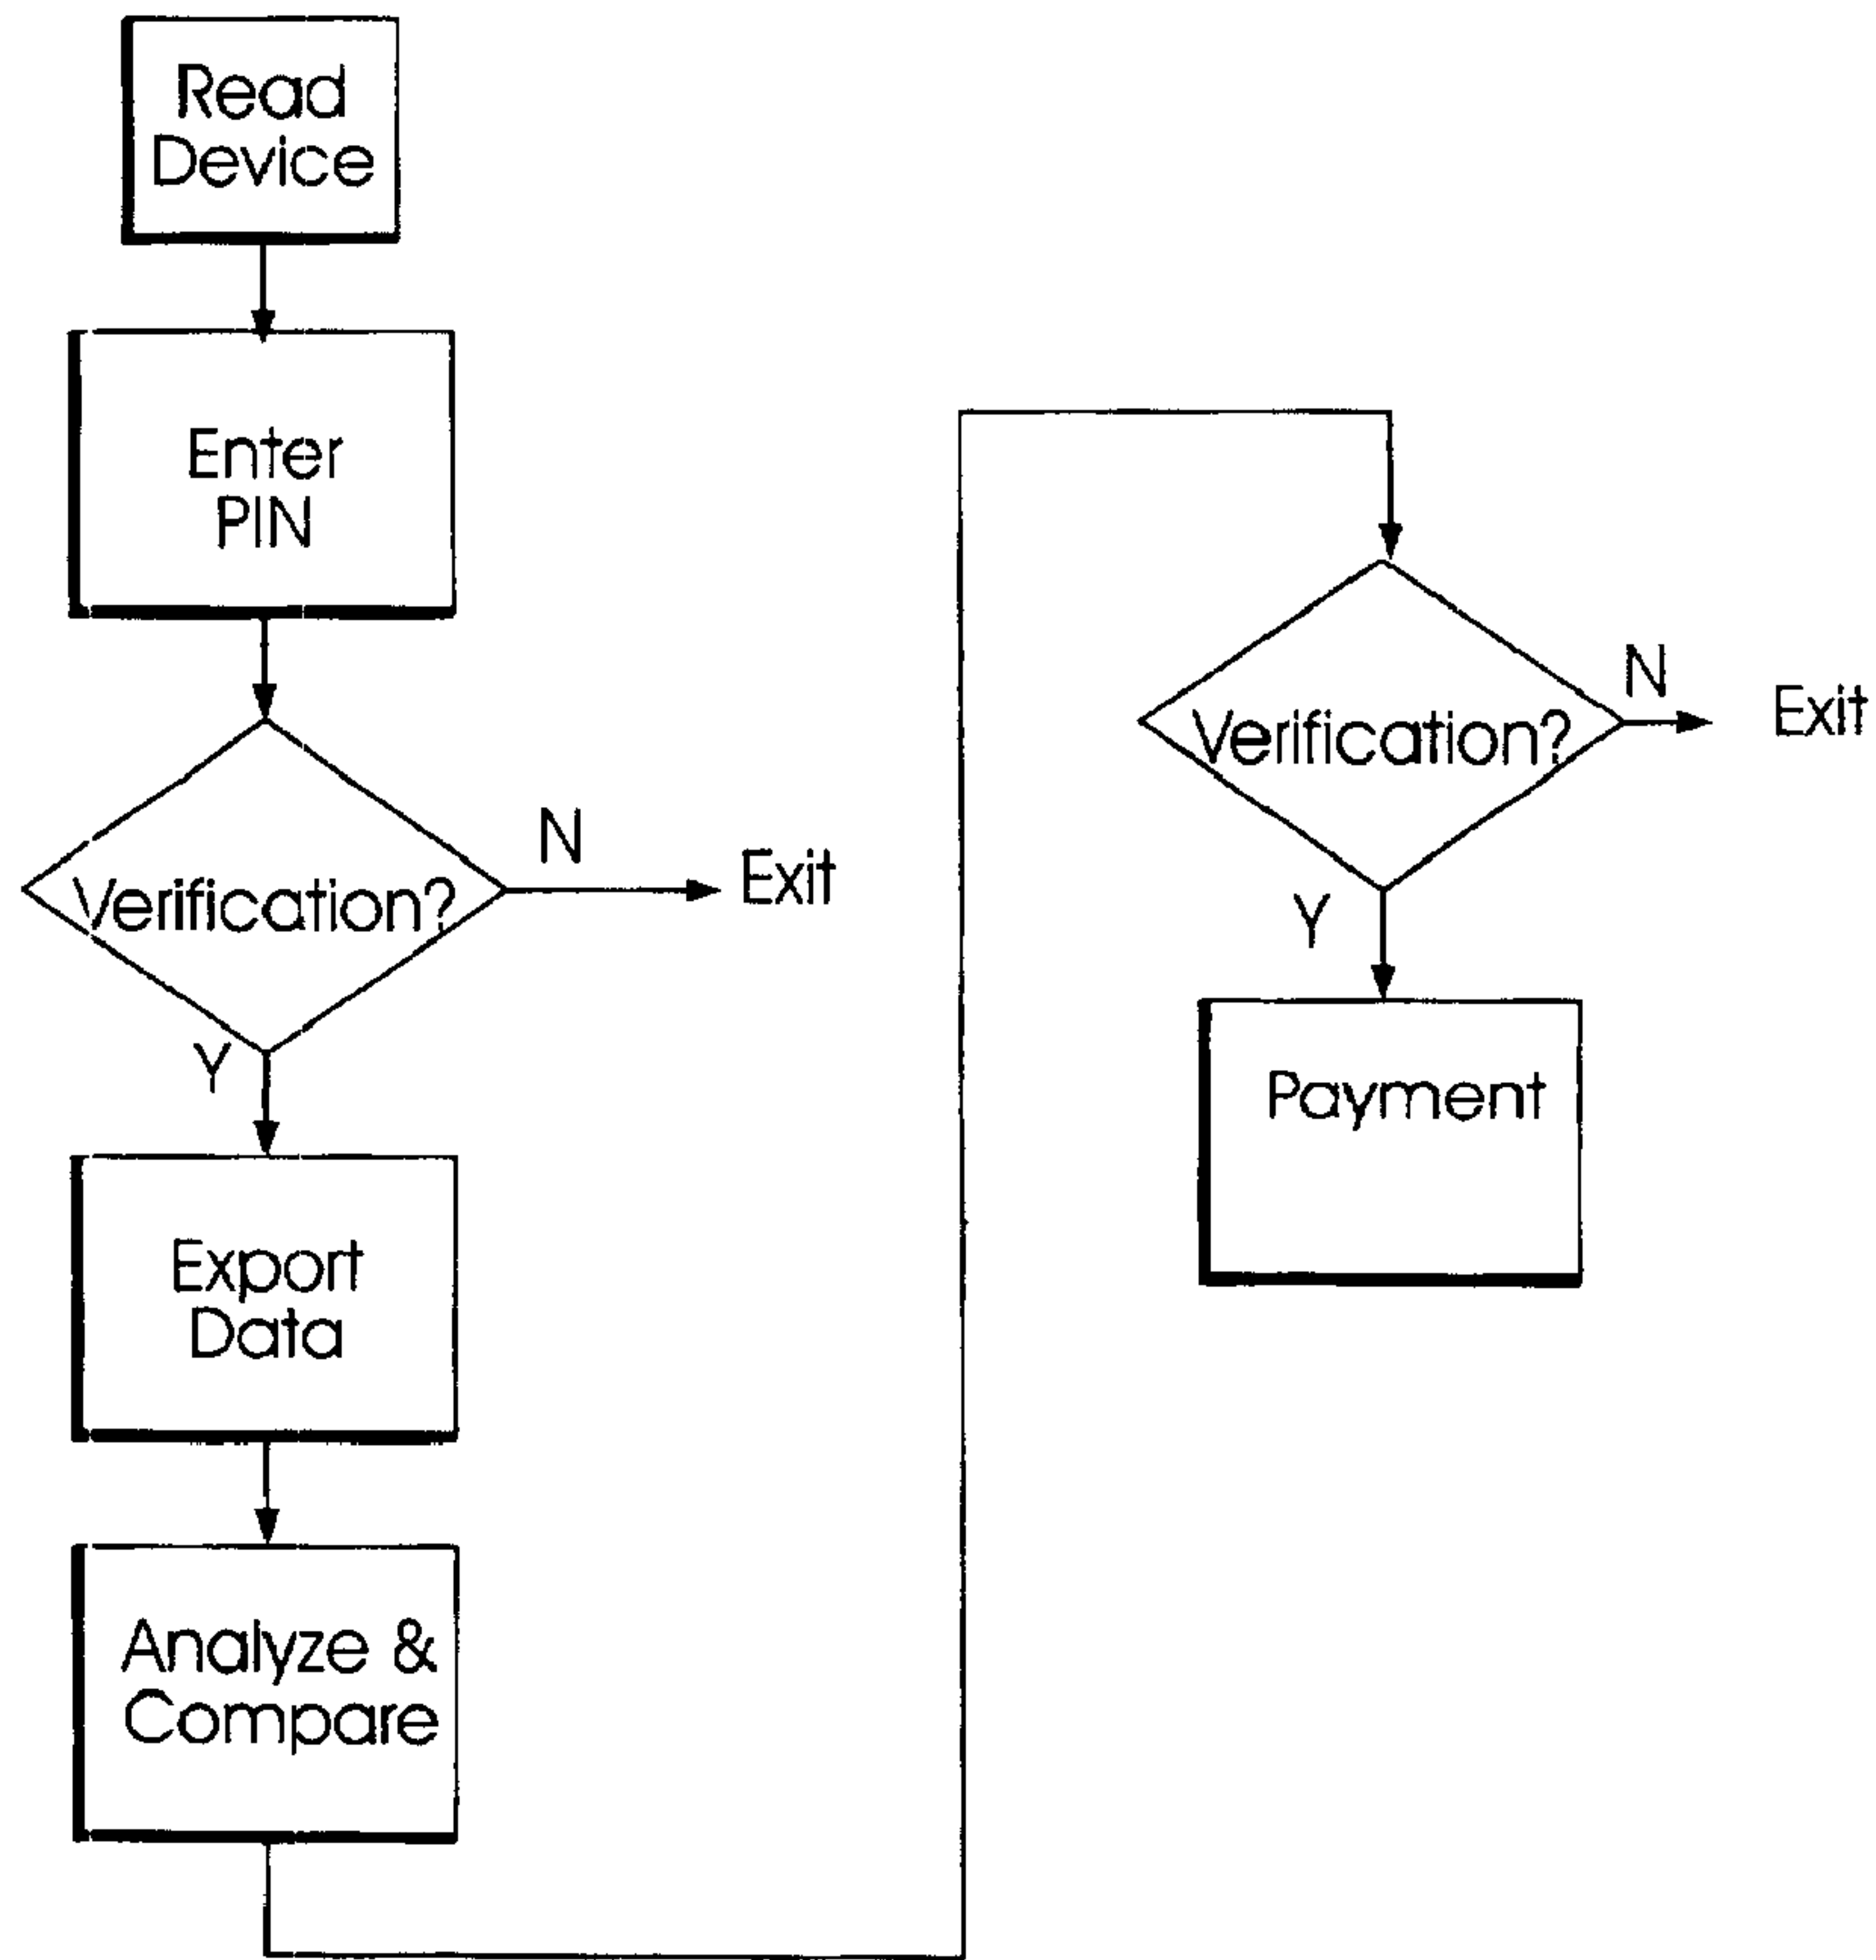 Read
Device
Enter
PIN
Verification?
N
Exit
Y
Export
Data
Analyze &
Compare
Verification?
N
Exit
Y
Payment